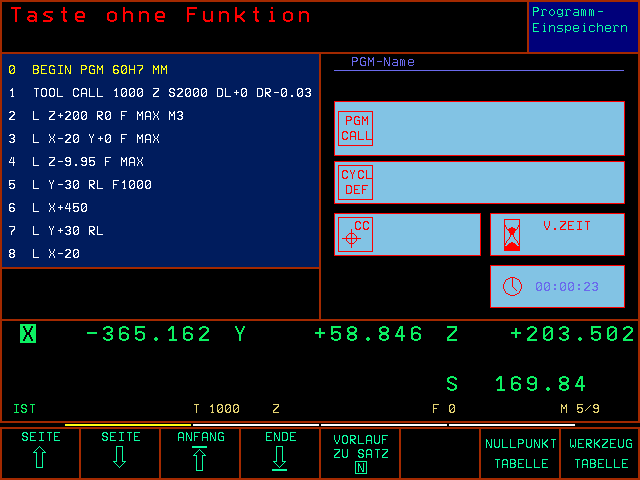 Taste ohne Funktion
Programm-
Einspeichern
0 BEGIN PGM 60H7 MM
1 TOOL CALL 1000 Z S2000 DL+0 DR-0.03
2 L Z+200 R0 F MAX M3
3 L X-20 Y+0 F MAX
4 L Z-9.95 F MAX
5 L Y-30 RL F1000
6 L X+450
7 L Y+30 RL
8 L X-20
PGM-Name
PGM
CALL
CYCL
DEF
CC
V.ZEIT
00:00:23
X -365.162 Y +58.846 Z +203.502
S 169.84
IST T 1000 Z F 0 M 5/9
SEITE
SEITE
ANFANG
ENDE
VORLAUF
ZU SATZ
N
NULLPUNKT
TABELLE
WERKZEUG
TABELLE